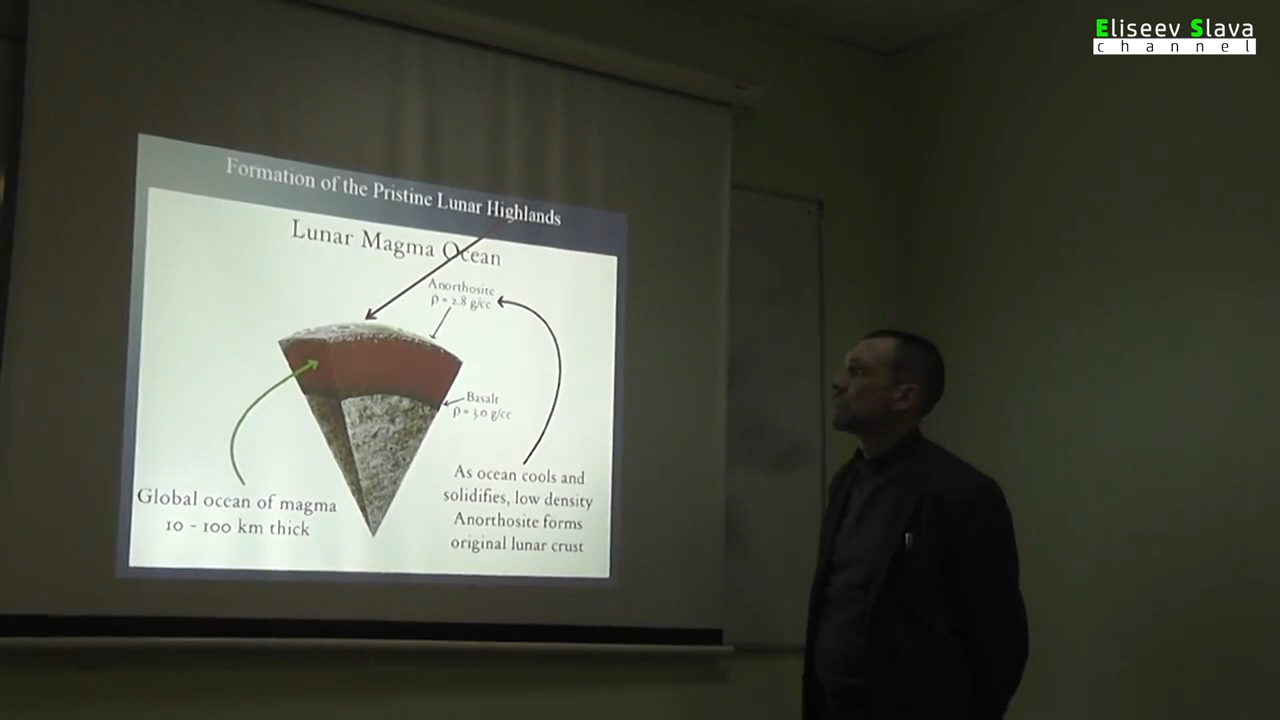 Eliseev Slava
channel
Formation of the Pristine Lunar Highlands
Lunar Magma Ocean
Anorthosite
ρ = 2.8 g/cc
Basalt
ρ = 3.0 g/cc
Global ocean of magma
10 - 100 km thick
As ocean cools and
solidifies, low density
Anorthosite forms
original lunar crust